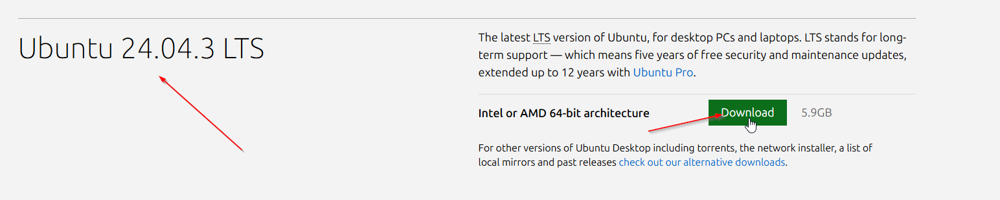 Ubuntu 24.04.3 LTS
The latest LTS version of Ubuntu, for desktop PCs and laptops. LTS stands for long-
term support — which means five years of free security and maintenance updates,
extended up to 12 years with Ubuntu Pro.
Intel or AMD 64-bit architecture
Download
5.9GB
For other versions of Ubuntu Desktop including torrents, the network installer, a list of
local mirrors and past releases check out our alternative downloads.